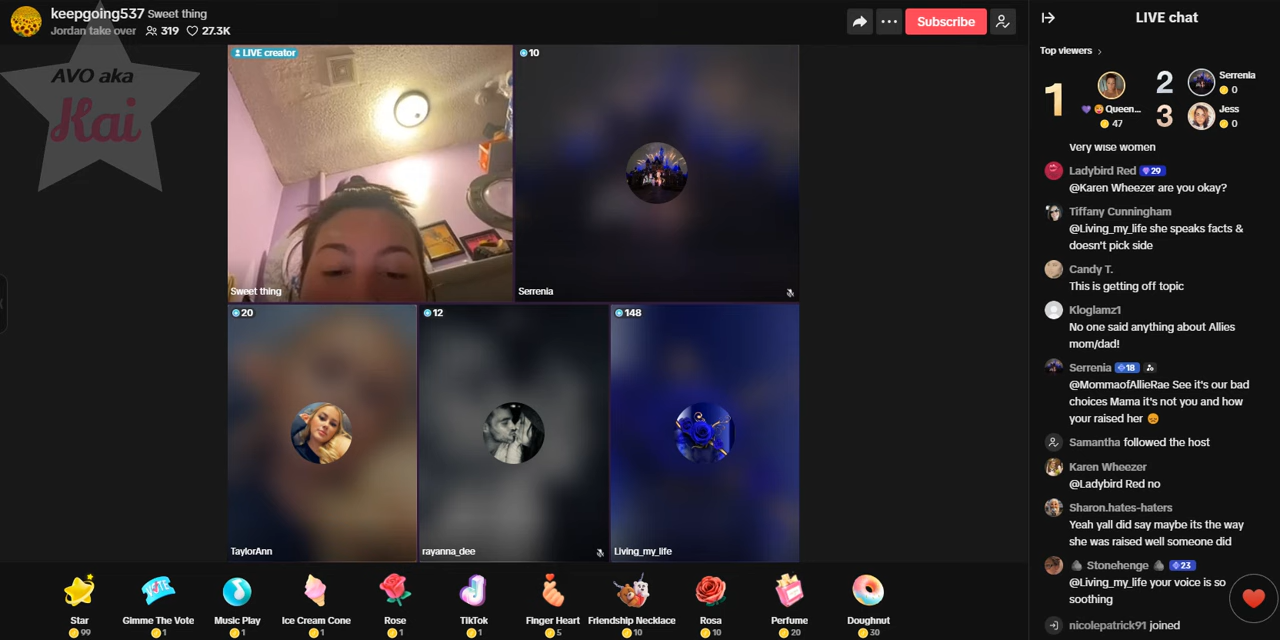 keepgoing537 Sweet thing
Jordan take over 319 27.3K
Subscribe
AVO aka
Kai
LIVE creator
Sweet thing
10
Serrenia
20
TaylorAnn
12
rayanna_dee
148
Living_my_life
Star
99
Gimme The Vote
1
Music Play
1
Ice Cream Cone
1
Rose
1
TikTok
1
Finger Heart
5
Friendship Necklace
10
Rosa
10
Perfume
20
Doughnut
30
LIVE chat
Top viewers
1
Queen...
47
2
Serrenia
0
3
Jess
0
Very wise women
Ladybird Red 29
@Karen Wheezer are you okay?
Tiffany Cunningham
@Living_my_life she speaks facts &
doesn't pick side
Candy T.
This is getting off topic
Kloglamz1
No one said anything about Allies
mom/dad!
Serrenia 18
@MommaofAllieRae See it's our bad
choices Mama it's not you and how
your raised her
Samantha followed the host
Karen Wheezer
@Ladybird Red no
Sharon.hates-haters
Yeah yall did say maybe its the way
she was raised well someone did
Stonehenge 23
@Living_my_life your voice is so
soothing
nicolepatrick91 joined